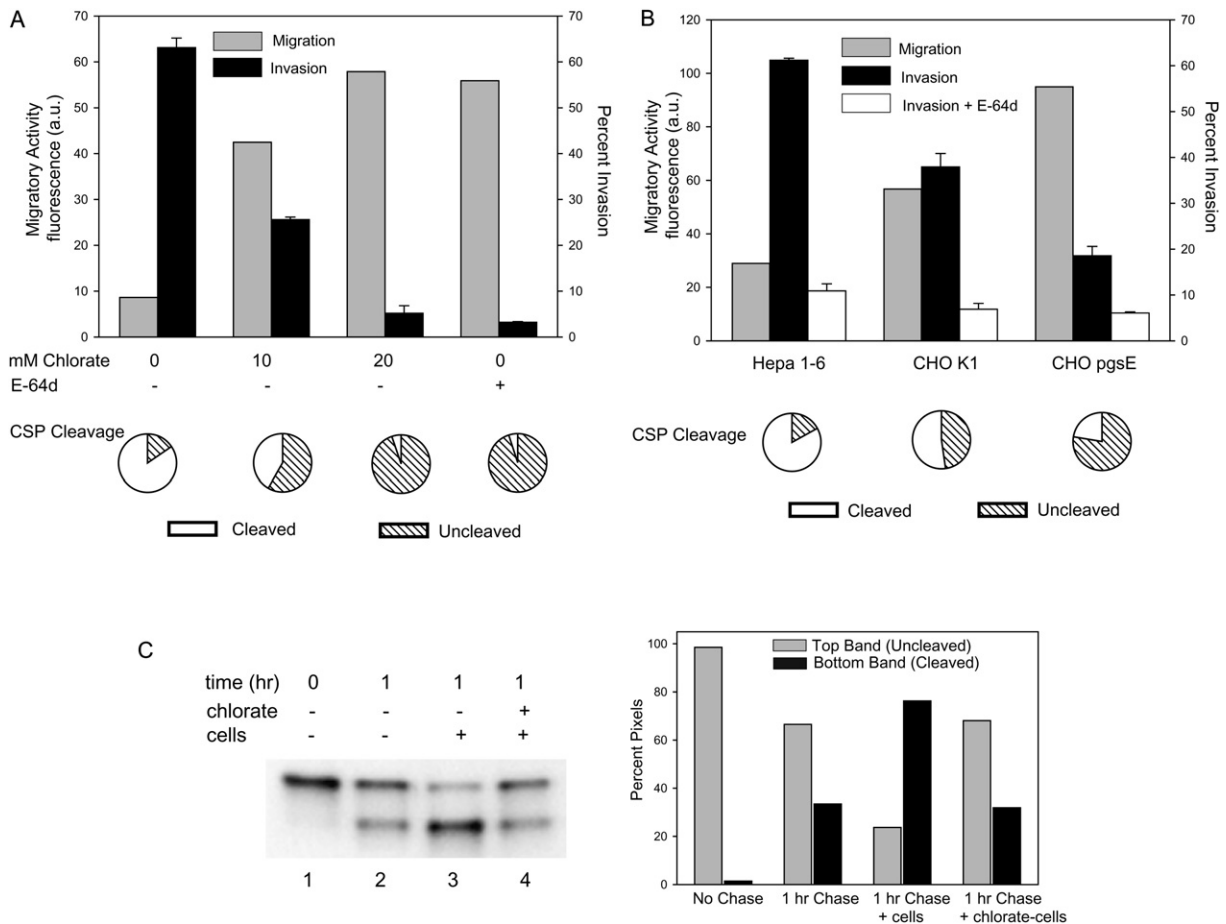 A
70
60
50
40
30
20
10
0
Migratory Activity
fluorescence (a.u.)
Migration
Invasion
70
60
50
40
30
20
10
0
Percent Invasion
mM Chlorate 0 10 20 0
E-64d - - - +
CSP Cleavage
Cleaved Uncleaved
B
120
100
80
60
40
20
0
Migratory Activity
fluorescence (a.u.)
Migration
Invasion
Invasion + E-64d
70
60
50
40
30
20
10
0
Percent Invasion
Hepa 1-6 CHO K1 CHO pgsE
CSP Cleavage
Cleaved Uncleaved
C
time (hr) 0 1 1 1
chlorate - - - +
cells - - + +
1 2 3 4
100
80
60
40
20
0
Percent Pixels
Top Band (Uncleaved)
Bottom Band (Cleaved)
No Chase 1 hr Chase 1 hr Chase 1 hr Chase
+ cells + chlorate-cells